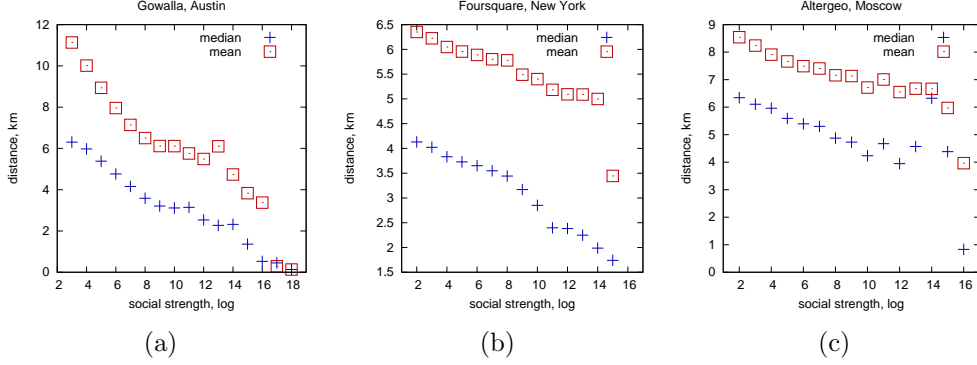 Gowalla, Austin
median
mean
12
10
8
6
4
2
0
distance, km
2 4 6 8 10 12 14 16 18
social strength, log
(a)
Foursquare, New York
median
mean
6.5
6
5.5
5
4.5
4
3.5
3
2.5
2
1.5
distance, km
2 4 6 8 10 12 14 16
social strength, log
(b)
Altergeo, Moscow
median
mean
9
8
7
6
5
4
3
2
1
0
distance, km
2 4 6 8 10 12 14 16
social strength, log
(c)